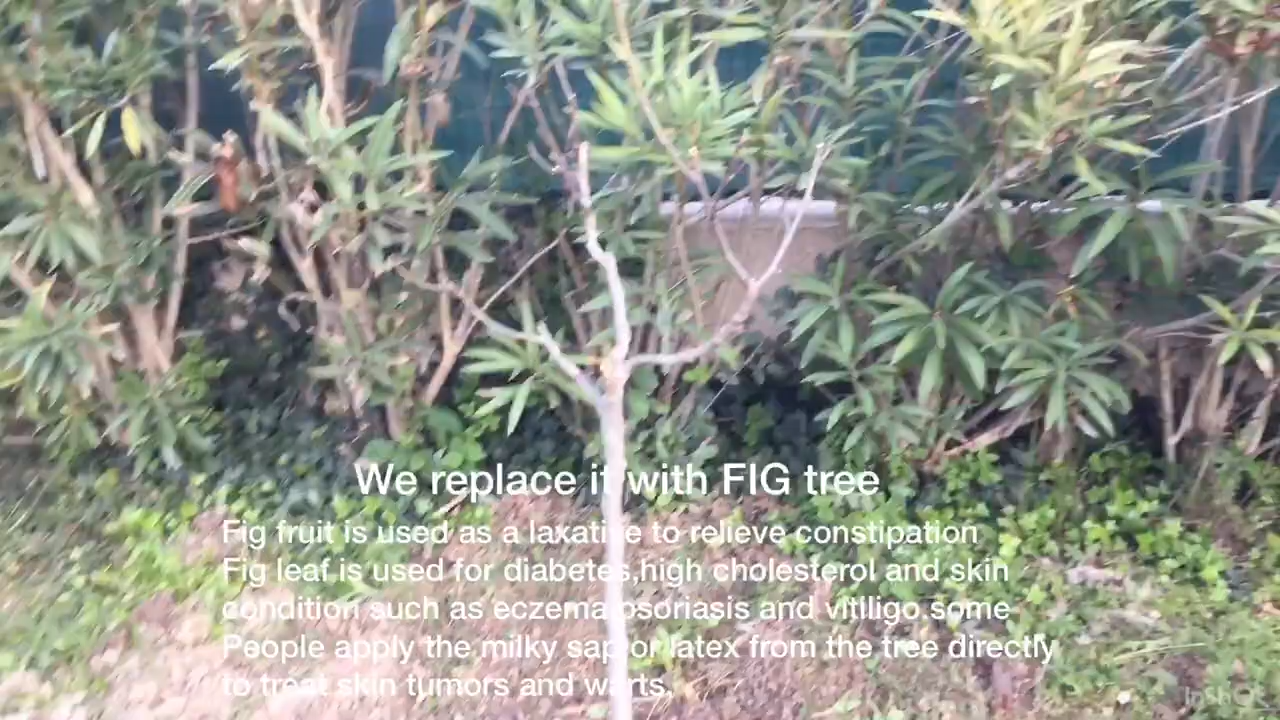 We replace it with FIG tree
Fig fruit is used as a laxative to relieve constipation
Fig leaf is used for diabetes,high cholesterol and skin
condition such as eczema psoriasis and vitiligo.some
People apply the milky sap or latex from the tree directly
to treat skin tumors and warts,
InShOt